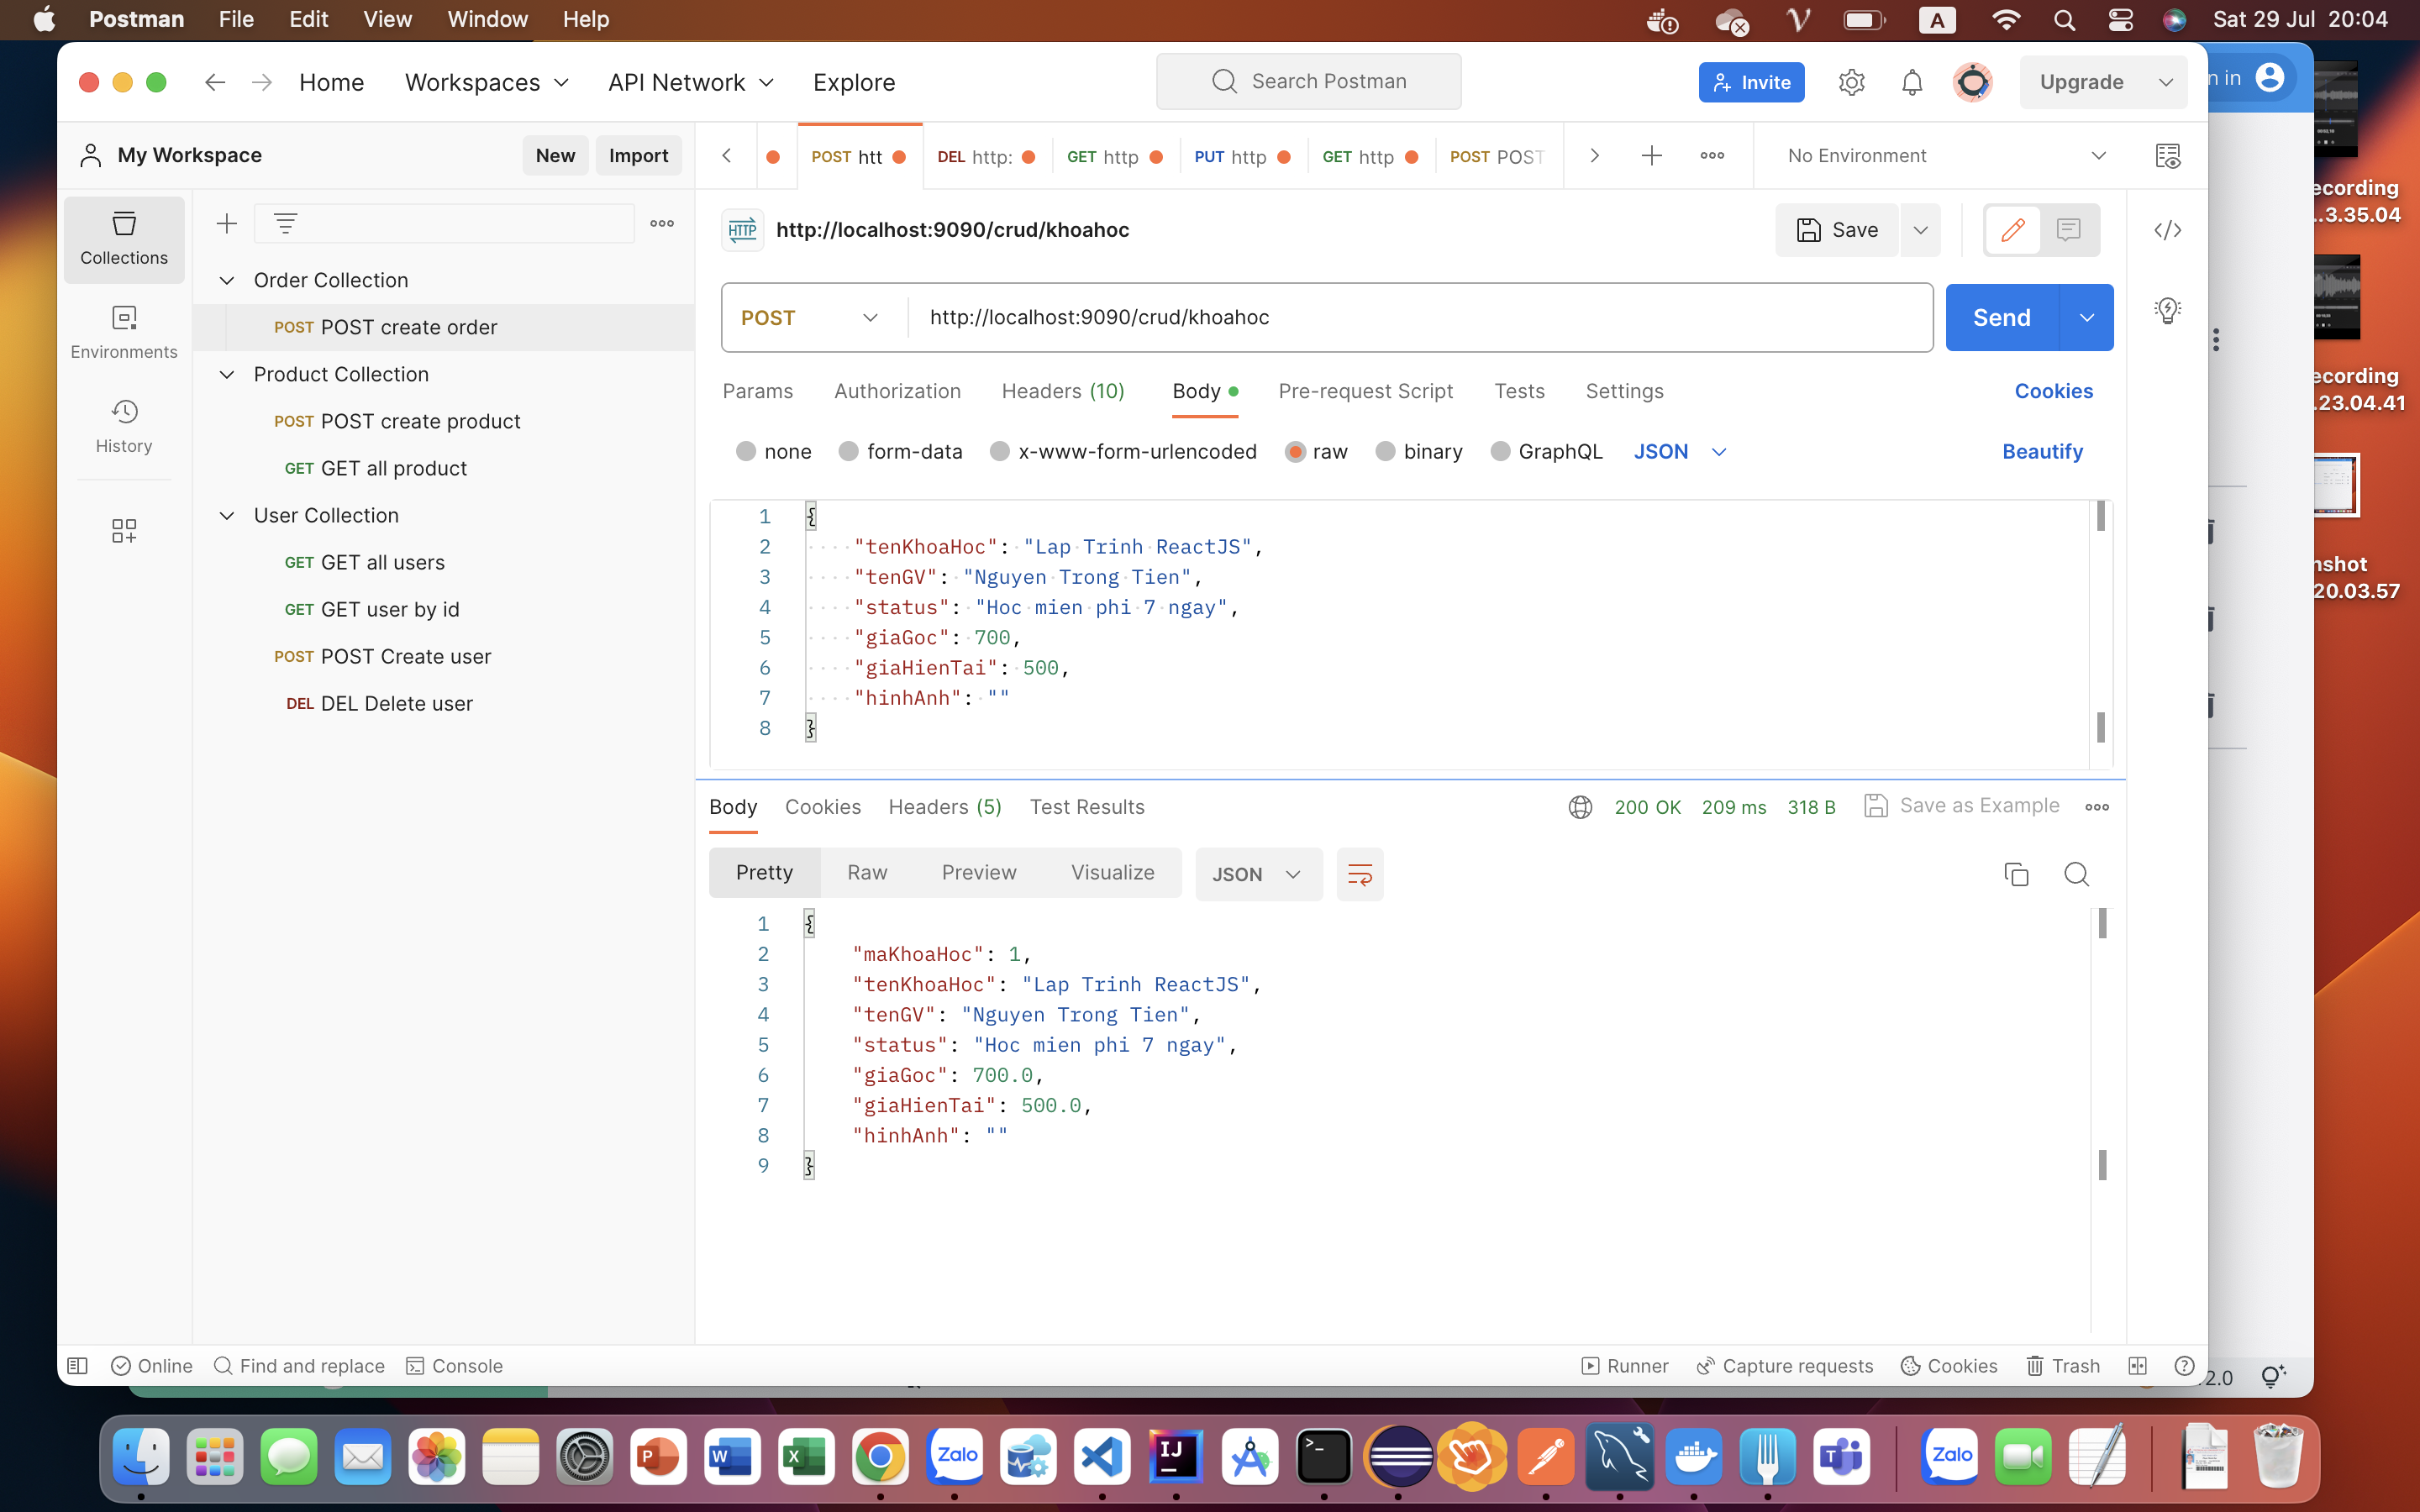 Postman File Edit View Window Help
A Sat 29 Jul 20:04
Home Workspaces API Network Explore
Search Postman
Invite
Upgrade
n in
My Workspace
New Import
POST htt
DEL http:
GET http
PUT http
GET http
POST POST
No Environment
ecording
..3.35.04
ecording
.23.04.41
nshot
20.03.57
Collections
Environments
History
Order Collection
POST POST create order
Product Collection
POST POST create product
GET GET all product
User Collection
GET GET all users
GET GET user by id
POST POST Create user
DEL DEL Delete user
HTTP http://localhost:9090/crud/khoahoc
Save
POST http://localhost:9090/crud/khoahoc
Send
Params Authorization Headers (10) Body Pre-request Script Tests Settings Cookies
none form-data x-www-form-urlencoded raw binary GraphQL JSON Beautify
1 {
2 "tenKhoaHoc": "Lap Trinh ReactJS",
3 "tenGV": "Nguyen Trong Tien",
4 "status": "Hoc mien phi 7 ngay",
5 "giaGoc": 700,
6 "giaHienTai": 500,
7 "hinhAnh": ""
8 }
Body Cookies Headers (5) Test Results
200 OK 209 ms 318 B Save as Example
Pretty Raw Preview Visualize JSON
1 {
2 "maKhoaHoc": 1,
3 "tenKhoaHoc": "Lap Trinh ReactJS",
4 "tenGV": "Nguyen Trong Tien",
5 "status": "Hoc mien phi 7 ngay",
6 "giaGoc": 700.0,
7 "giaHienTai": 500.0,
8 "hinhAnh": ""
9 }
Online Find and replace Console
Runner Capture requests Cookies Trash
2.0
P W X Zalo IJ T Zalo